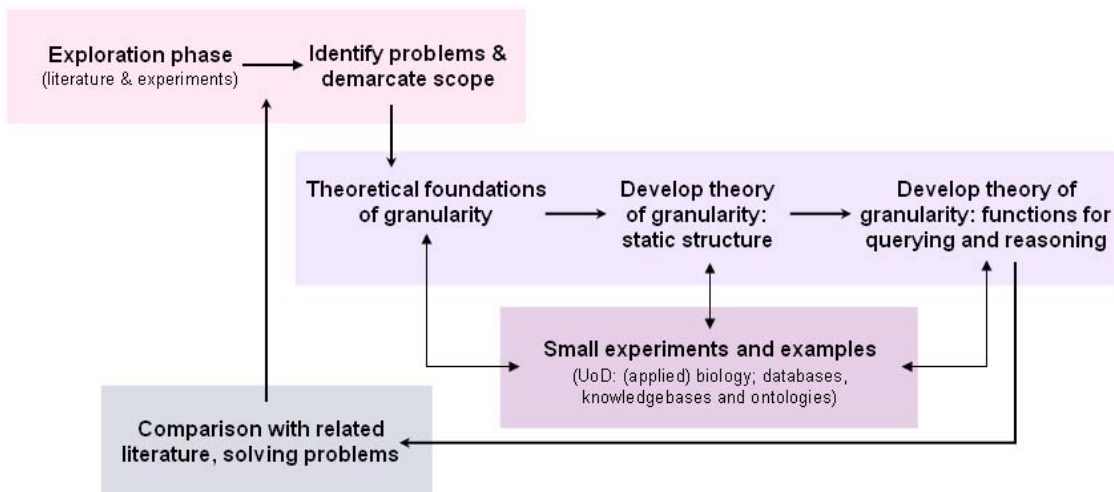 Exploration phase
(literature & experiments)
Identify problems &
demarcate scope
Theoretical foundations
of granularity
Develop theory
of granularity:
static structure
Develop theory of
granularity: functions for
querying and reasoning
Small experiments and examples
(UoD: (applied) biology; databases,
knowledgebases and ontologies)
Comparison with related
literature, solving problems